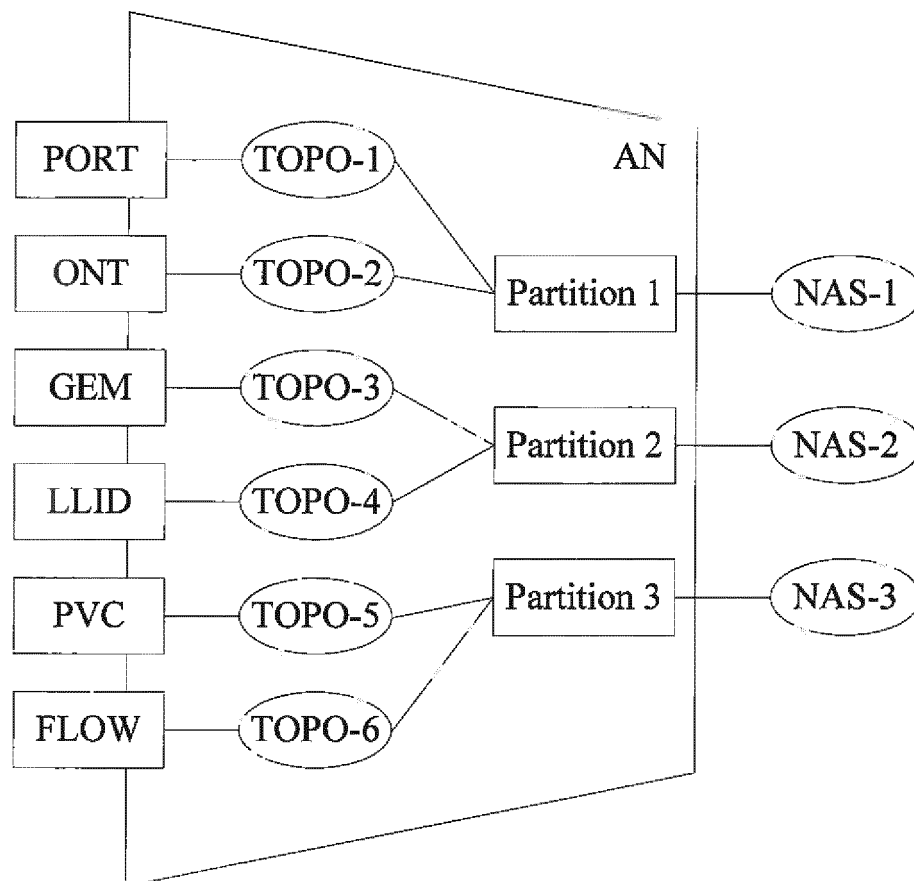 PORT
TOPO-1
AN
ONT
TOPO-2
Partition 1
NAS-1
GEM
TOPO-3
Partition 2
NAS-2
LLID
TOPO-4
PVC
TOPO-5
Partition 3
NAS-3
FLOW
TOPO-6